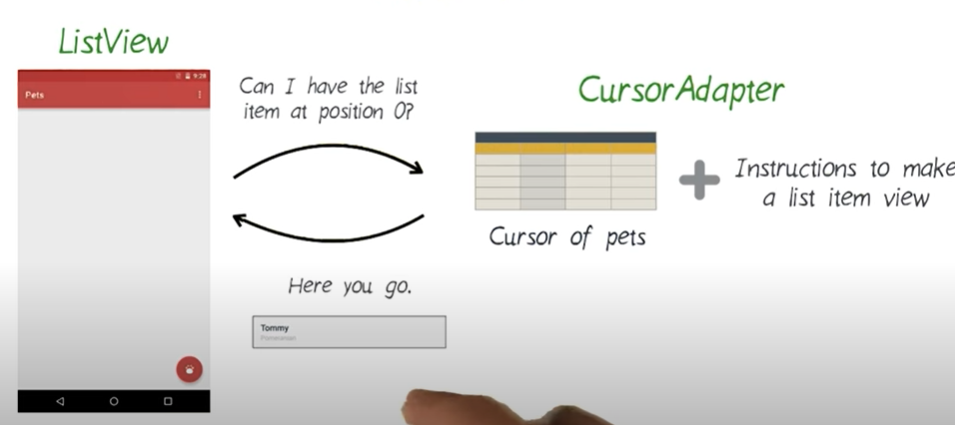 ListView
9:28
Pets
Can I have the list
item at position 0?
CursorAdapter
Instructions to make
a list item view
Cursor of pets
Here you go.
Tommy
Pomeranian